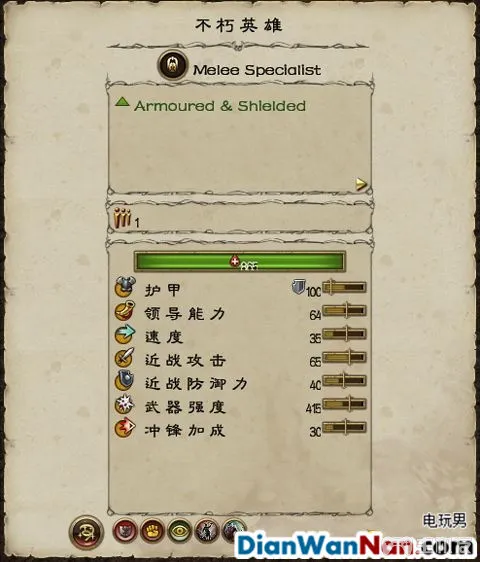 不朽英雄
Melee Specialist
Armoured & Shielded
1
865
护甲 100
领导能力 64
速度 35
近战攻击 65
近战防御力 40
武器强度 415
冲锋加成 30
电玩男
DianWanNan.com